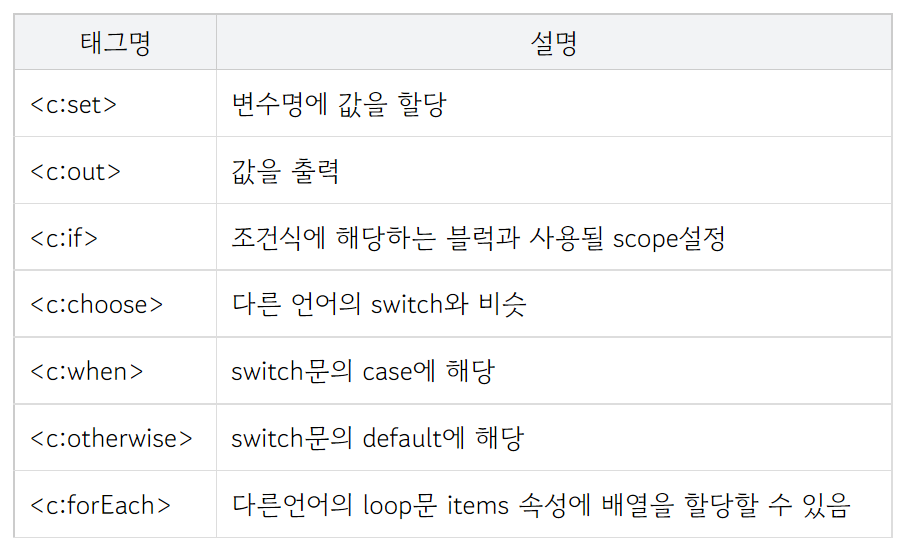 태그명 설명
<c:set> 변수명에 값을 할당
<c:out> 값을 출력
<c:if> 조건식에 해당하는 블럭과 사용될 scope설정
<c:choose> 다른 언어의 switch와 비슷
<c:when> switch문의 case에 해당
<c:otherwise> switch문의 default에 해당
<c:forEach> 다른언어의 loop문 items 속성에 배열을 할당할 수 있음